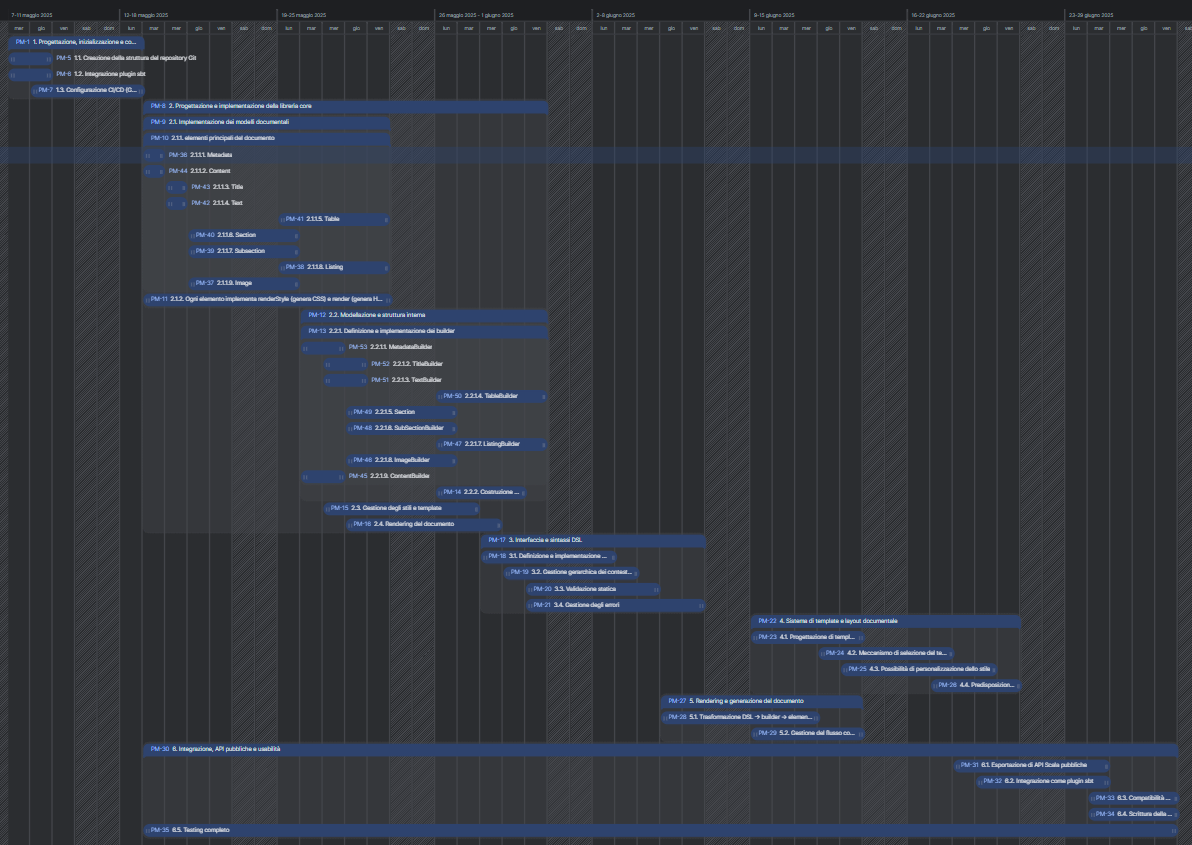 7-11 maggio 2025 12-18 maggio 2025 19-25 maggio 2025 26 maggio - 1 giugno 2025 2-8 giugno 2025 9-15 giugno 2025 16-22 giugno 2025 23-29 giugno 2025
mer gio ven sab dom lun mar mer gio ven sab dom lun mar mer gio ven sab dom lun mar mer gio ven sab dom lun mar mer gio ven sab dom lun mar mer gio ven sab dom lun mar mer gio ven sab dom lun mar mer gio ven
PM-1 1. Progettazione, inizializzazione e co...
PM-5 1.1. Creazione della struttura del repository Git
PM-6 1.2. Integrazione plugin sbt
PM-7 1.3. Configurazione CI/CD (G...
PM-8 2. Progettazione e implementazione della libreria core
PM-9 2.1. Implementazione dei modelli documentali
PM-10 2.1.1. elementi principali del documento
PM-36 2.1.1.1. Metadata
PM-44 2.1.1.2. Content
PM-43 2.1.1.3. Title
PM-42 2.1.1.4. Text
PM-41 2.1.1.5. Table
PM-40 2.1.1.6. Section
PM-39 2.1.1.7. Subsection
PM-38 2.1.1.8. Listing
PM-37 2.1.1.9. Image
PM-11 2.1.2. Ogni elemento implementa renderStyle (genera CSS) e render (genera H...
PM-12 2.2. Modellazione e struttura interna
PM-13 2.2.1. Definizione e implementazione dei builder
PM-53 2.2.1.1. MetadataBuilder
PM-52 2.2.1.2. TitleBuilder
PM-51 2.2.1.3. TextBuilder
PM-50 2.2.1.4. TableBuilder
PM-49 2.2.1.5. Section
PM-48 2.2.1.6. SubSectionBuilder
PM-47 2.2.1.7. ListingBuilder
PM-46 2.2.1.8. ImageBuilder
PM-45 2.2.1.9. ContentBuilder
PM-14 2.2.2. Costruzione ...
PM-15 2.3. Gestione degli stili e template
PM-16 2.4. Rendering del documento
PM-17 3. Interfaccia e sintassi DSL
PM-18 3.1. Definizione e implementazione ...
PM-19 3.2. Gestione gerarchica dei contest...
PM-20 3.3. Validazione statica
PM-21 3.4. Gestione degli errori
PM-22 4. Sistema di template e layout documentale
PM-23 4.1. Progettazione di templ...
PM-24 4.2. Meccanismo di selezione del te...
PM-25 4.3. Possibilità di personalizzazione dello stile
PM-26 4.4. Predisposizion...
PM-27 5. Rendering e generazione del documento
PM-28 5.1. Trasformazione DSL → builder → elemen...
PM-29 5.2. Gestione del flusso co...
PM-30 6. Integrazione, API pubbliche e usabilità
PM-31 6.1. Esportazione di API Scala pubbliche
PM-32 6.2. Integrazione come plugin sbt
PM-33 6.3. Compatibilità ...
PM-34 6.4. Scrittura della ...
PM-35 6.5. Testing completo